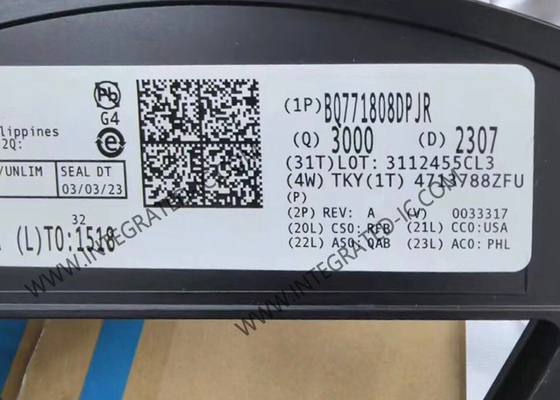 G4
lippines
2Q:
/UNLIM
SEAL DT
03/03/23
32
(L)TO:1518
(1P)BQ771808DPJR
(Q) 3000 (D) 2307
(31T)LOT: 3112455CL3
(4W) TKY(1T) 4713788ZFU
(P)
(2P) REV: A (V) 0033317
(20L) CSO: RFB (21L) CCO:USA
(22L) ASO: QAB (23L) ACO: PHL
WWW.INTEGRATED-IC.COM
WWW.INTEGRATED-IC.COM